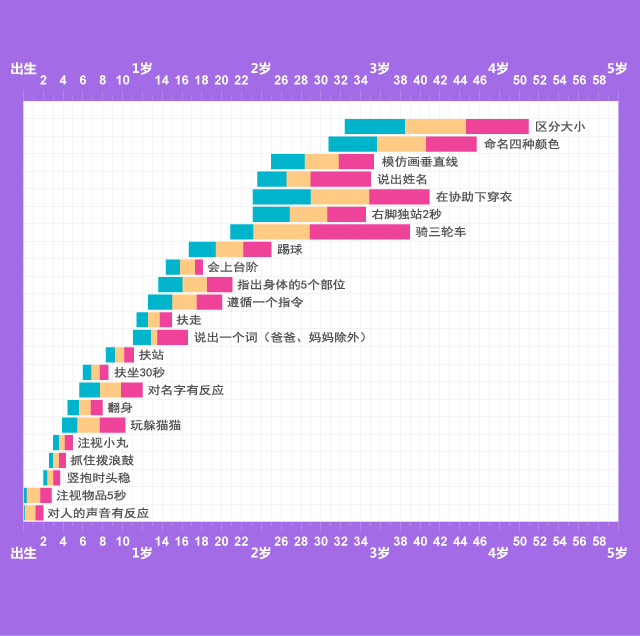 出生 1岁 2岁 3岁 4岁 5岁
2 4 6 8 10 14 16 18 20 22 26 28 30 32 34 38 40 42 44 46 50 52 54 56 58
区分大小
命名四种颜色
模仿画垂直线
说出姓名
在协助下穿衣
右脚独站2秒
骑三轮车
踢球
会上台阶
指出身体的5个部位
遵循一个指令
扶走
说出一个词（爸爸、妈妈除外）
扶站
扶坐30秒
对名字有反应
翻身
玩躲猫猫
注视小丸
抓住拨浪鼓
竖抱时头稳
注视物品5秒
对人的声音有反应
2 4 6 8 10 14 16 18 20 22 26 28 30 32 34 38 40 42 44 46 50 52 54 56 58
出生 1岁 2岁 3岁 4岁 5岁